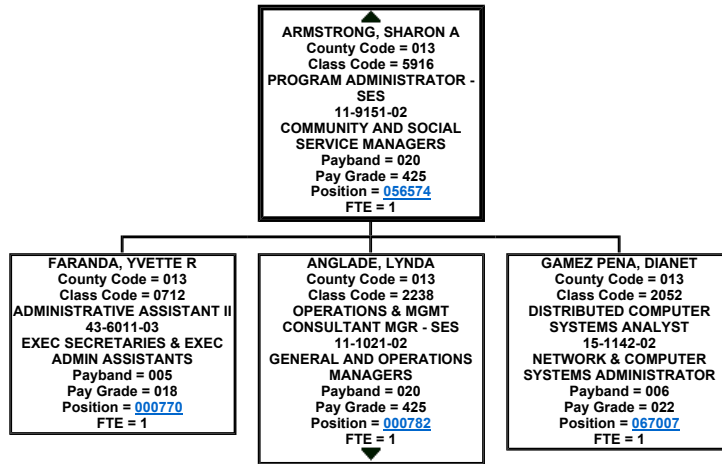 ARMSTRONG, SHARON A
County Code = 013
Class Code = 5916
PROGRAM ADMINISTRATOR -
SES
11-9151-02
COMMUNITY AND SOCIAL
SERVICE MANAGERS
Payband = 020
Pay Grade = 425
Position = 056574
FTE = 1
FARANDA, YVETTE R
County Code = 013
Class Code = 0712
ADMINISTRATIVE ASSISTANT II
43-6011-03
EXEC SECRETARIES & EXEC
ADMIN ASSISTANTS
Payband = 005
Pay Grade = 018
Position = 000770
FTE = 1
ANGLADE, LYNDA
County Code = 013
Class Code = 2238
OPERATIONS & MGMT
CONSULTANT MGR - SES
11-1021-02
GENERAL AND OPERATIONS
MANAGERS
Payband = 020
Pay Grade = 425
Position = 000782
FTE = 1
GAMEZ PENA, DIANET
County Code = 013
Class Code = 2052
DISTRIBUTED COMPUTER
SYSTEMS ANALYST
15-1142-02
NETWORK & COMPUTER
SYSTEMS ADMINISTRATOR
Payband = 006
Pay Grade = 022
Position = 067007
FTE = 1